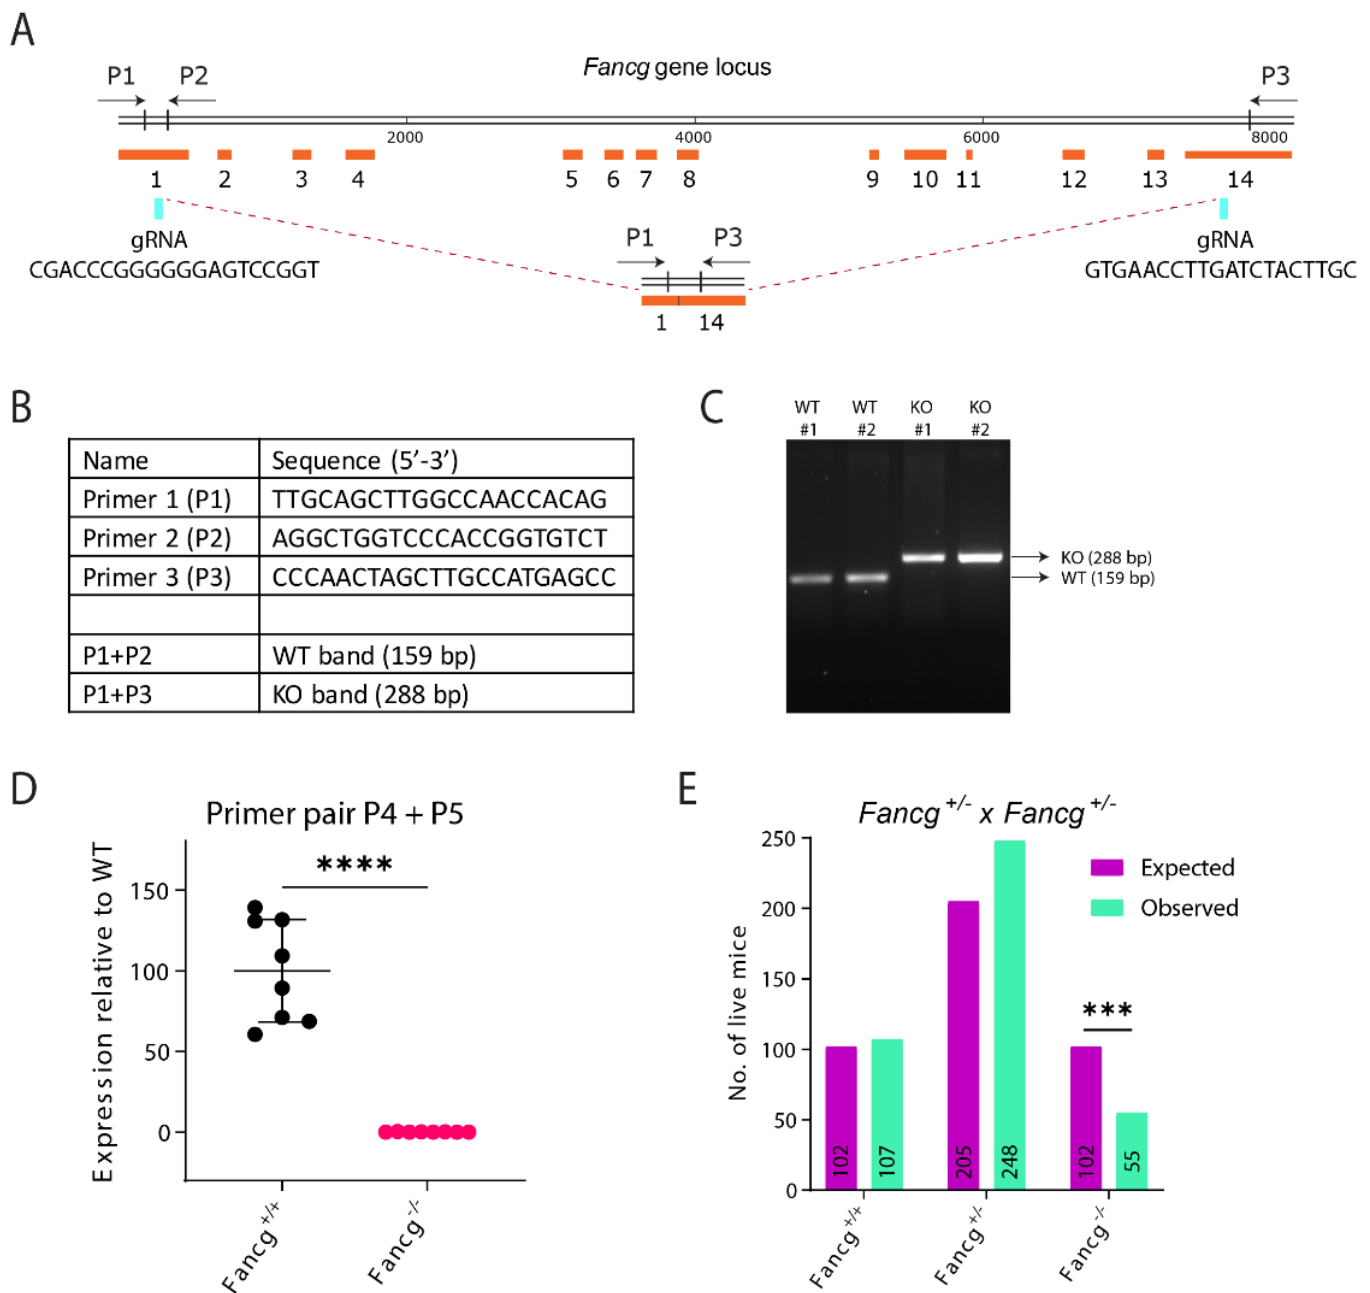 A
Fancg gene locus
P1
P2
P3
2000
4000
6000
8000
1
2
3
4
5
6
7
8
9
10
11
12
13
14
gRNA
CGACCCGGGGGGAGTCCGGT
P1
P3
1
14
gRNA
GTGAACCTTGATCTACTTGC
B
Name Sequence (5’-3’)
Primer 1 (P1) TTGCAGCTTGGCCAACCACAG
Primer 2 (P2) AGGCTGGTCCCACCGGTGTCT
Primer 3 (P3) CCCAACTAGCTTGCCATGAGCC
P1+P2 WT band (159 bp)
P1+P3 KO band (288 bp)
C
WT WT KO KO
#1 #2 #1 #2
KO (288 bp)
WT (159 bp)
D
Primer pair P4 + P5
****
Expression relative to WT
150
100
50
0
Fancg +/+
Fancg -/-
E
Fancg +/- x Fancg +/-
Expected
Observed
No. of live mice
250
200
150
100
50
0
***
102
107
205
248
102
55
Fancg +/+
Fancg +/-
Fancg -/-